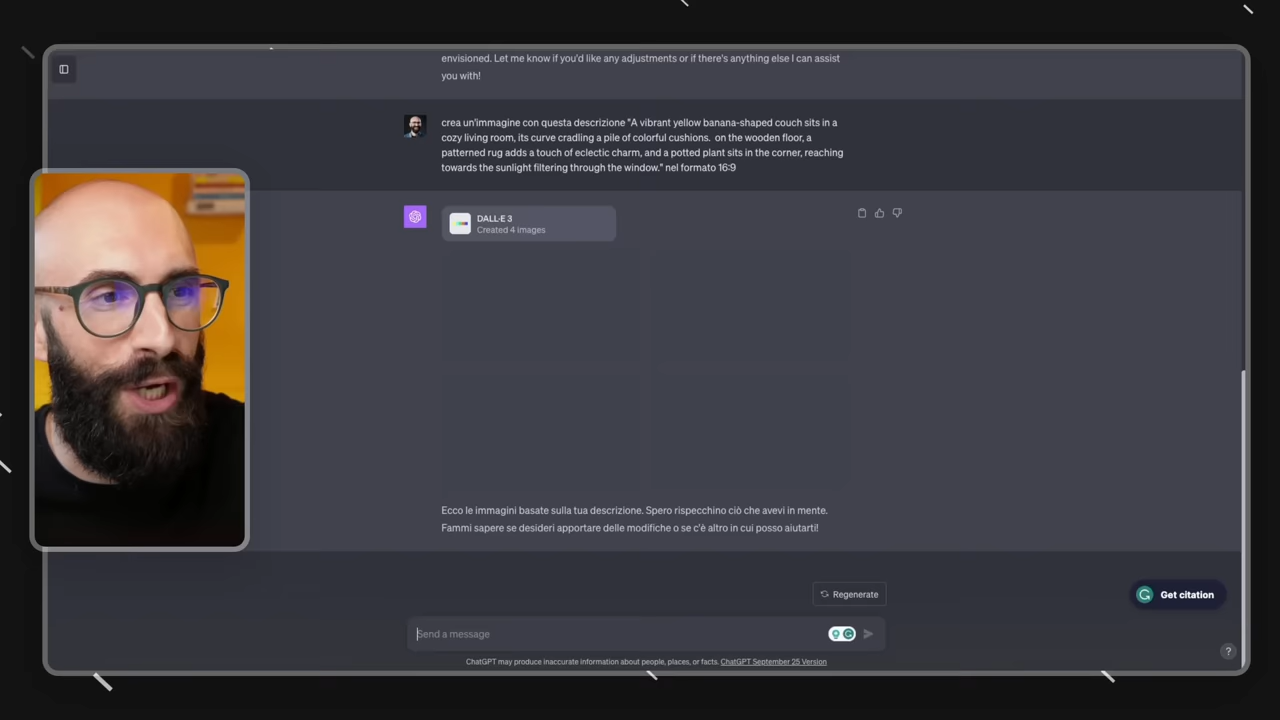 envisioned. Let me know if you'd like any adjustments or if there's anything else I can assist
you with!
crea un'immagine con questa descrizione "A vibrant yellow banana-shaped couch sits in a
cozy living room, its curve cradling a pile of colorful cushions.  on the wooden floor, a
patterned rug adds a touch of eclectic charm, and a potted plant sits in the corner, reaching
towards the sunlight filtering through the window." nel formato 16:9
DALL·E 3
Created 4 images
Ecco le immagini basate sulla tua descrizione. Spero rispecchino ciò che avevi in mente.
Fammi sapere se desideri apportare delle modifiche o se c'è altro in cui posso aiutarti!
Regenerate
Get citation
Send a message
ChatGPT may produce inaccurate information about people, places, or facts. ChatGPT September 25 Version
?